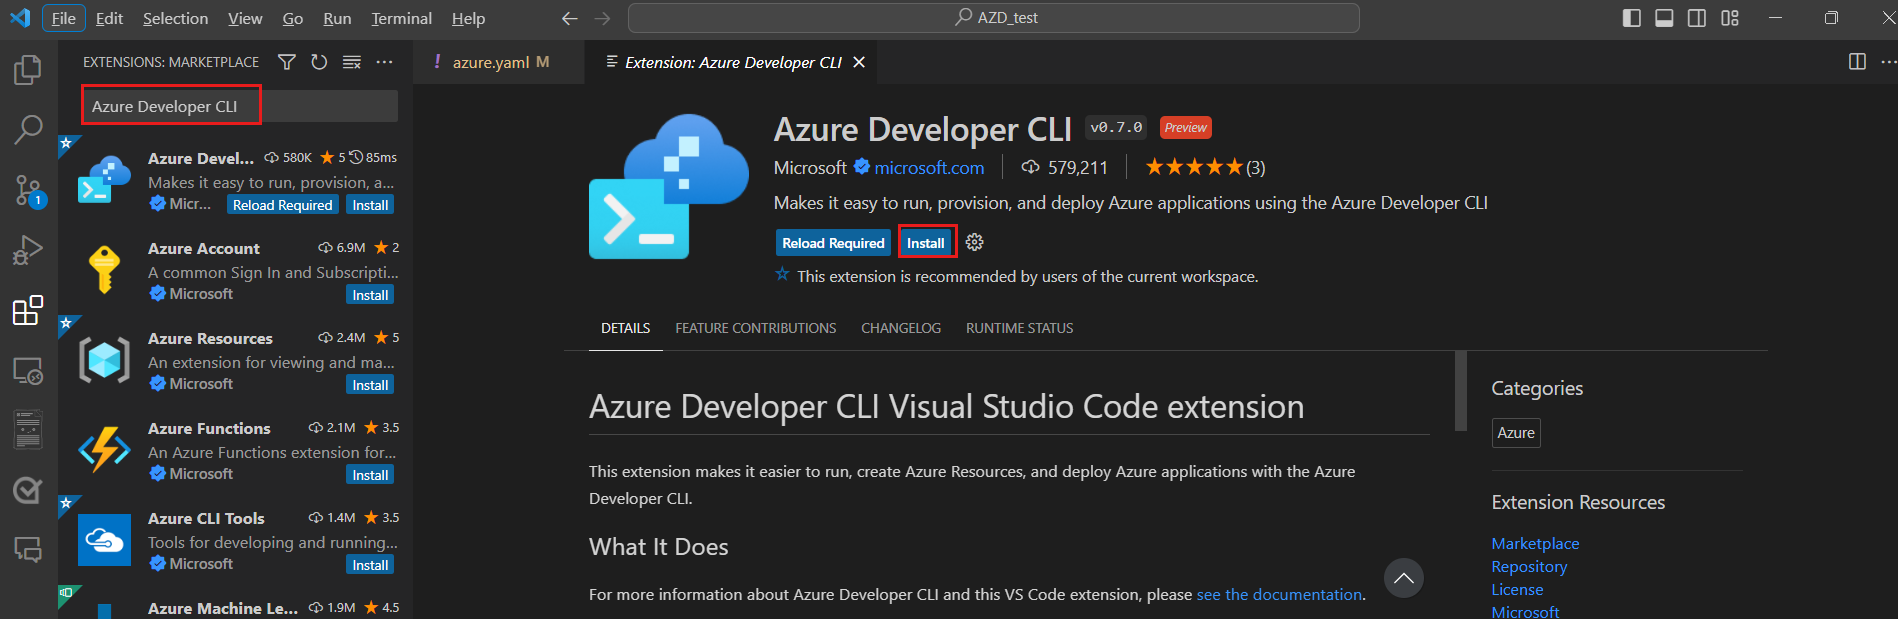 File Edit Selection View Go Run Terminal Help AZD_test
EXTENSIONS: MARKETPLACE
Azure Developer CLI
Azure Devel... 580K 5 85ms
Makes it easy to run, provision, a...
Micr... Reload Required Install
Azure Account 6.9M 2
A common Sign In and Subscripti...
Microsoft Install
Azure Resources 2.4M 5
An extension for viewing and ma...
Microsoft Install
Azure Functions 2.1M 3.5
An Azure Functions extension for...
Microsoft Install
Azure CLI Tools 1.4M 3.5
Tools for developing and running...
Microsoft Install
Azure Machine Le... 1.9M 4.5
1
! azure.yaml M
Extension: Azure Developer CLI
Azure Developer CLI v0.7.0 Preview
Microsoft microsoft.com 579,211 (3)
Makes it easy to run, provision, and deploy Azure applications using the Azure Developer CLI
Reload Required Install
This extension is recommended by users of the current workspace.
DETAILS FEATURE CONTRIBUTIONS CHANGELOG RUNTIME STATUS
Azure Developer CLI Visual Studio Code extension
This extension makes it easier to run, create Azure Resources, and deploy Azure applications with the Azure
Developer CLI.
What It Does
For more information about Azure Developer CLI and this VS Code extension, please see the documentation.
Categories
Azure
Extension Resources
Marketplace
Repository
License
Microsoft